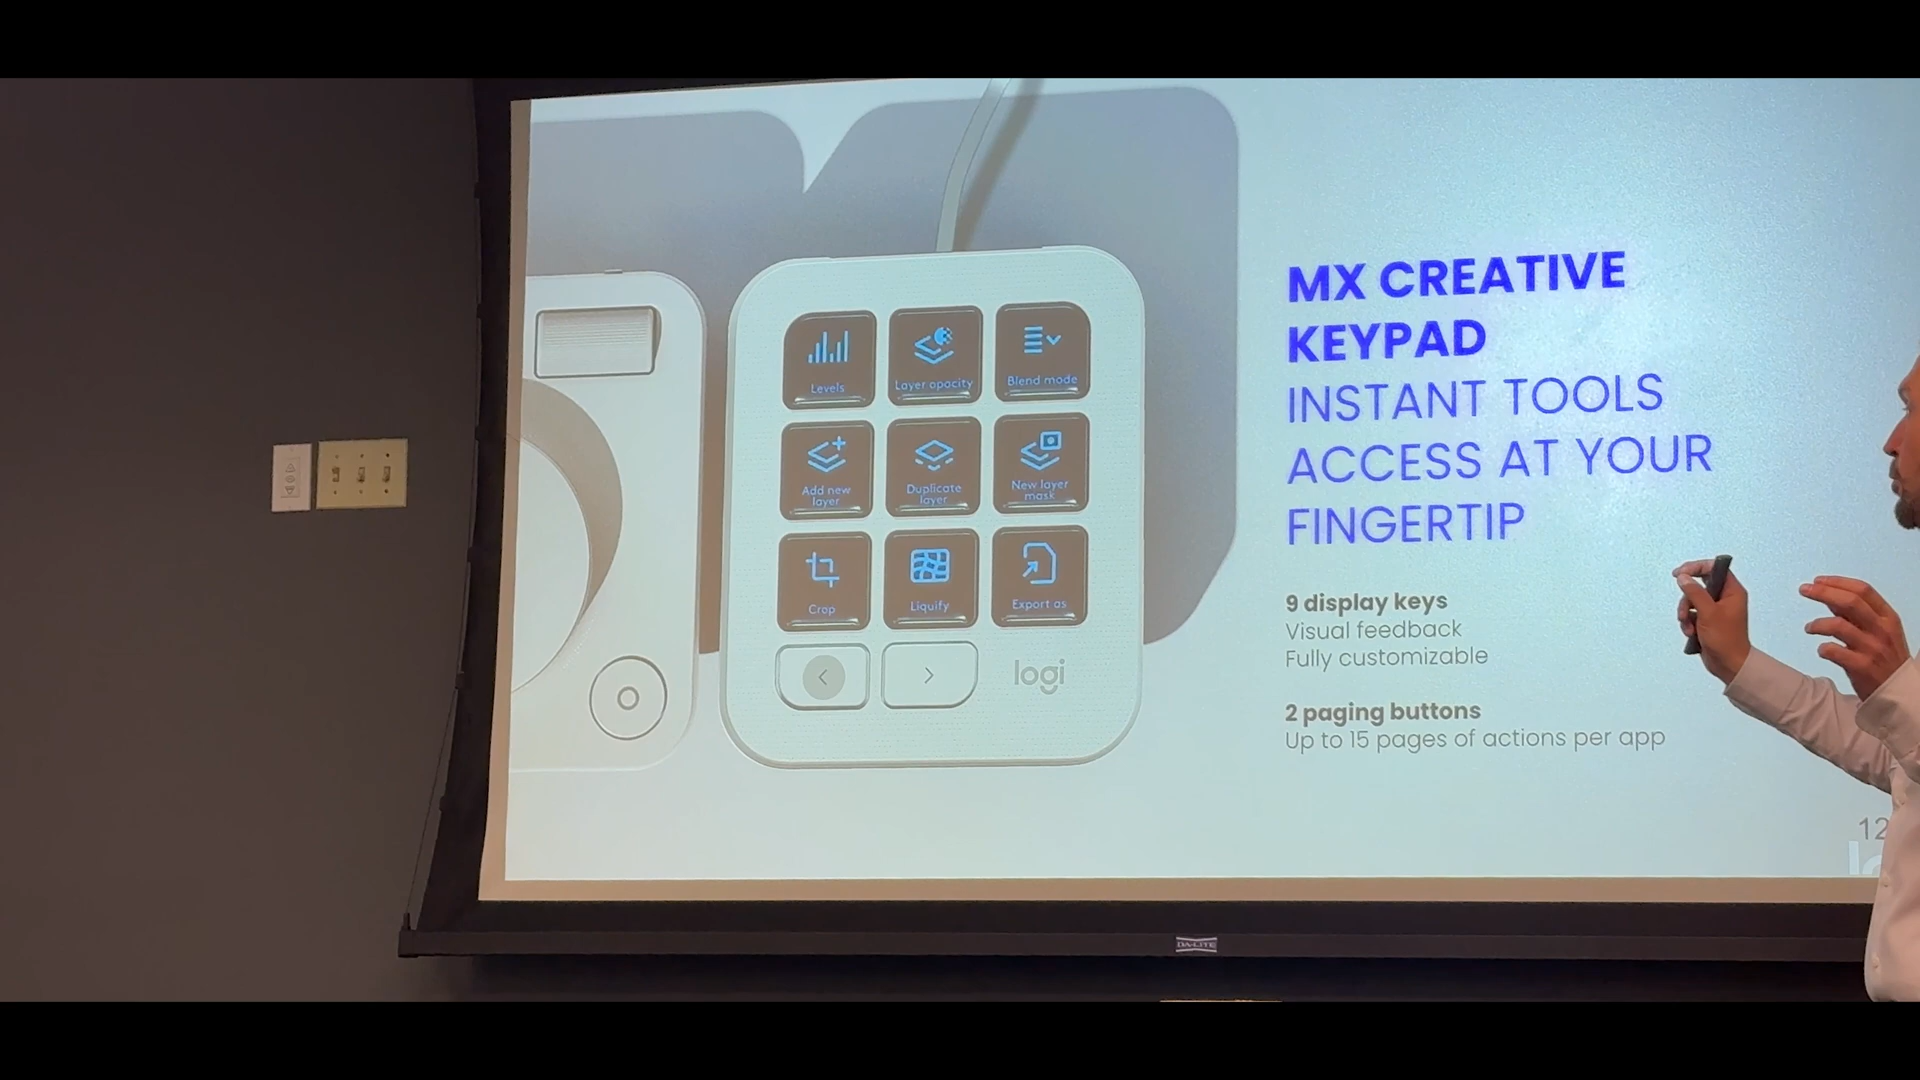 Levels
Layer opacity
Blend mode
Add new
layer
Duplicate
layer
New layer
mask
Crop
Liquify
Export as
logi
MX CREATIVE
KEYPAD
INSTANT TOOLS
ACCESS AT YOUR
FINGERTIP
9 display keys
Visual feedback
Fully customizable
2 paging buttons
Up to 15 pages of actions per app
12
DA-LITE